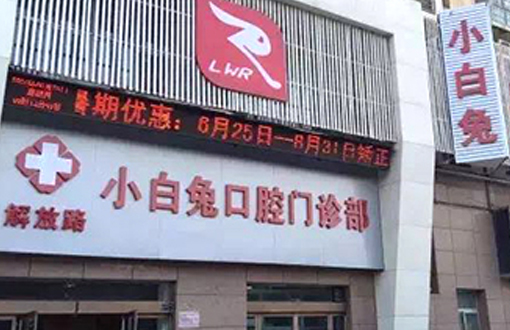 LWR
小白兔
暑期优惠：6月25日—8月31日矫正
小白兔口腔门诊部
解放路